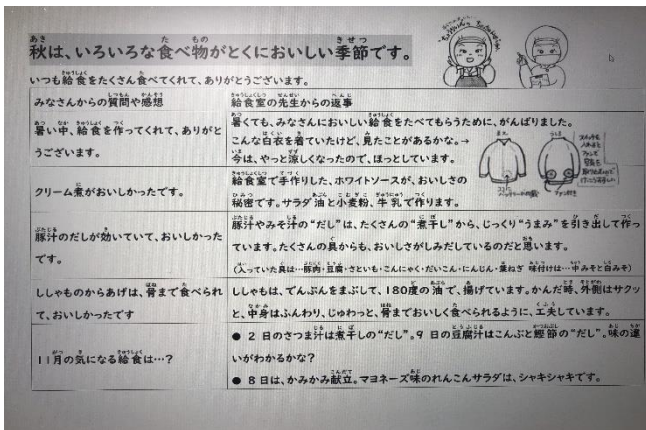 秋は、いろいろな食べ物がとくにおいしい季節です。
いつも給食をたくさん食べてくれて、ありがとうございます。
みなさんからの質問や感想
給食室の先生からの返事
暑い中、給食を作ってくれて、ありがと
うございます。
暑くても、みなさんにおいしい給食をたべてもらうために、がんばりました。
こんな白衣を着ていたけど、見たことがあるかな。→
今は、やっと涼しくなったので、ほっとしています。
まえ
うしろ
クリーム煮がおいしかったです。
給食室で手作りした、ホワイトソースが、おいしさの
秘密です。サラダ油と小麦粉、牛乳で作ります。
豚汁のだしが効いていて、おいしかった
です。
豚汁やみそ汁の“だし”は、たくさんの“煮干し”から、じっくり“うまみ”を引き出して作っ
ています。たくさんの具からも、おいしさがしみだしているのだと思います。
(入っていた具は…豚肉・豆腐・さといも・こんにゃく・だいこん・にんじん・葉ねぎ 味付けは…中みそと白みそ)
ししゃものからあげは、骨まで食べられ
て、おいしかったです
ししゃもは、でんぷんをまぶして、180度の油で、揚げています。かんだ時、外側はサクッ
と、中身はふんわり、じゅわっと、骨までおいしく食べられるように、工夫しています。
11月の気になる給食は…?
● 2日のさつま汁は煮干しの“だし”。9日の豆腐汁はこんぶと鰹節の“だし”。味の違
いがわかるかな?
● 8日は、かみかみ献立。マヨネーズ味のれんこんサラダは、シャキシャキです。